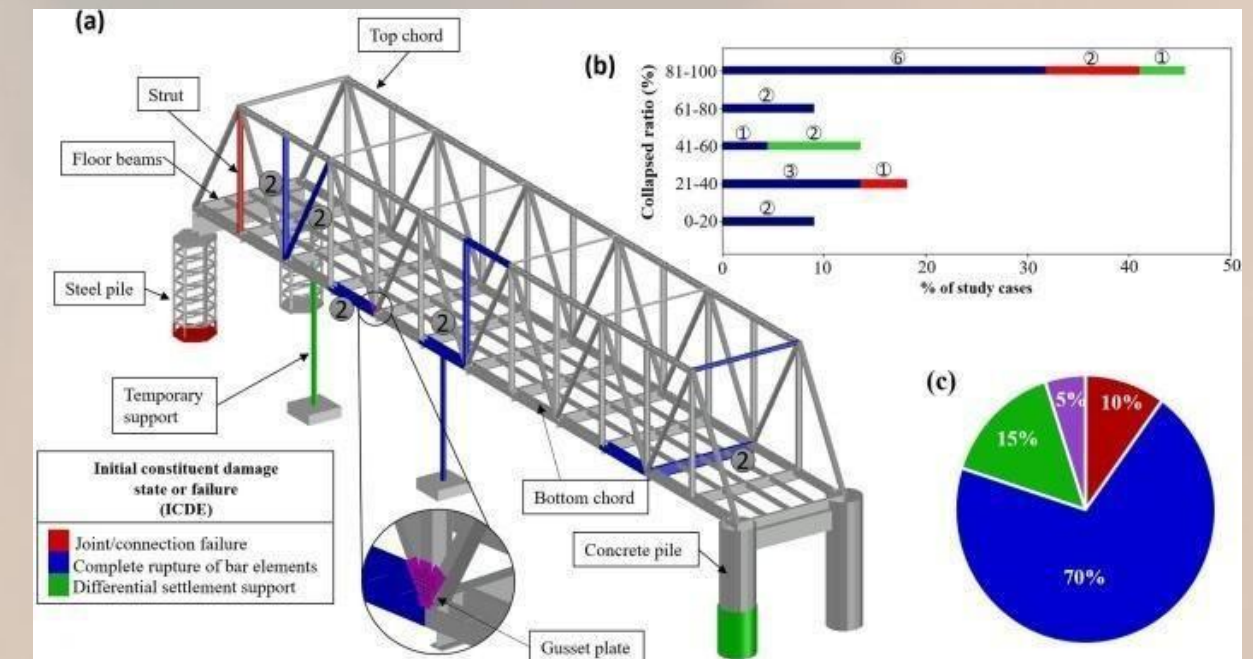 (a)
Top chord
Strut
Floor beams
2
2
Steel pile
2
2
Temporary
support
2
Bottom chord
Concrete pile
Gusset plate
Initial constituent damage
state or failure
(ICDE)
Joint/connection failure
Complete rupture of bar elements
Differential settlement support
(b)
Collapsed ratio (%)
⑥ ② ①
81-100
②
61-80
① ②
41-60
③ ①
21-40
②
0-20
0 10 20 30 40 50
% of study cases
(c)
5% 10%
15%
70%